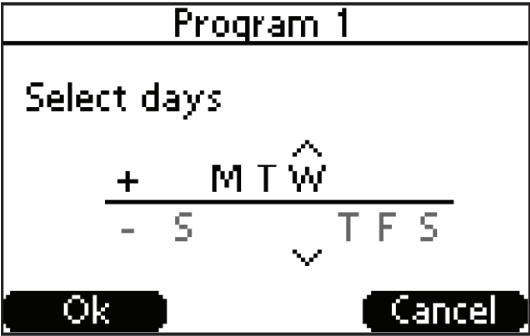 Program 1
Select days
+ M T W
- S T F S
Ok Cancel